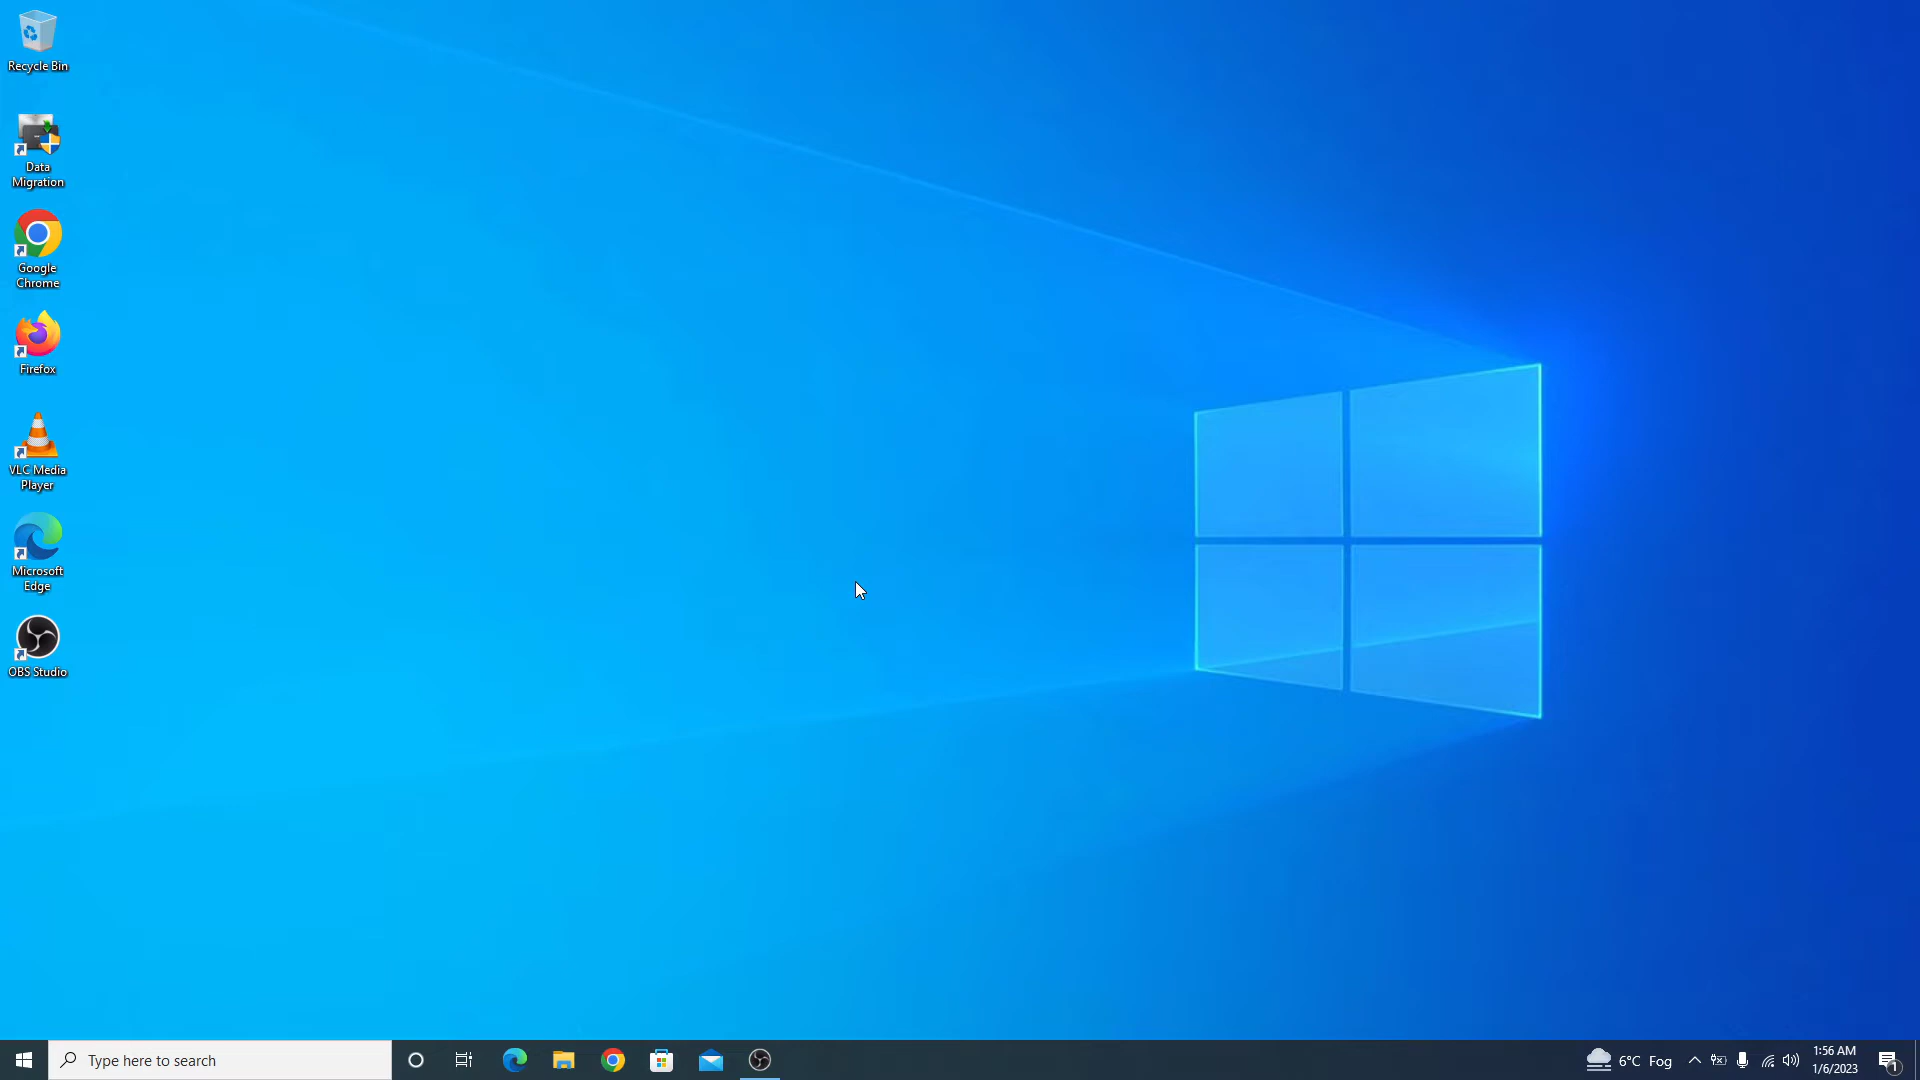 Recycle Bin
Data
Migration
Google
Chrome
Firefox
VLC Media
Player
Microsoft
Edge
OBS Studio
Type here to search
6°C Fog
1:56 AM
1/6/2023
1